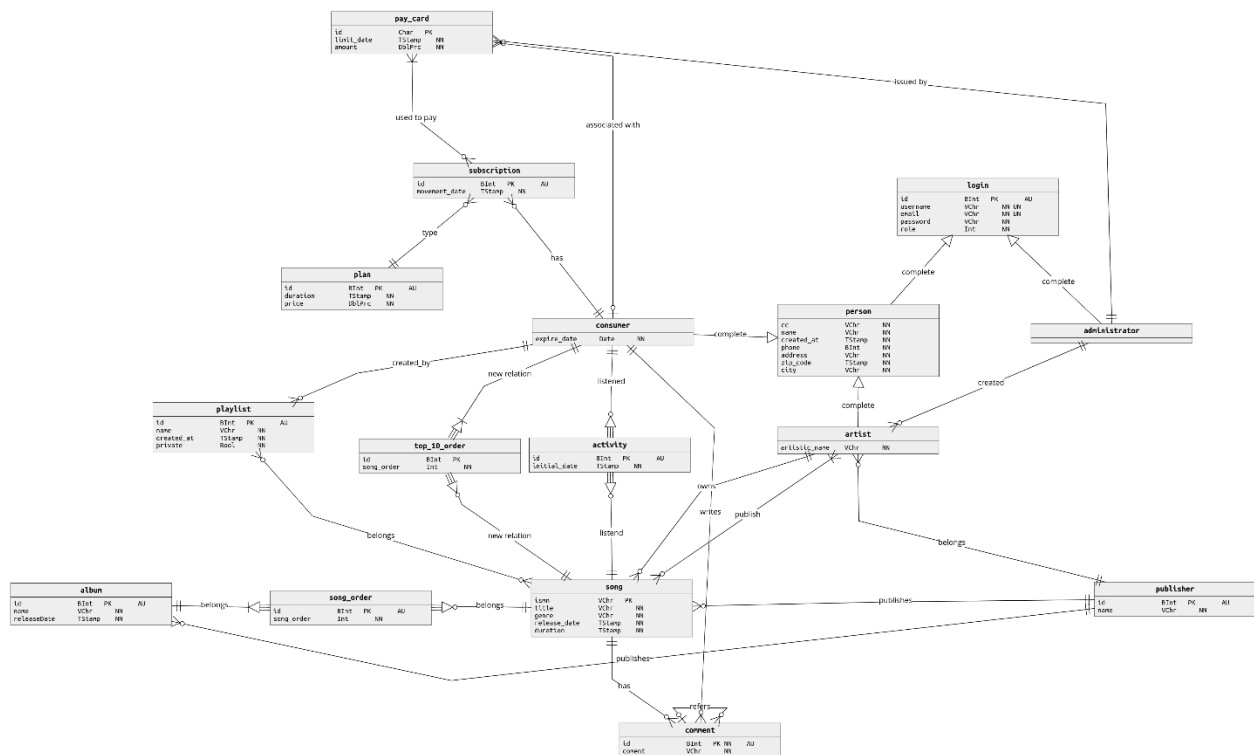 pay_card
id Char PK
limit_date TStamp NN
amount DblPrc NN
issued by
used to pay
associated with
subscription
id BInt PK AU
movement_date TStamp NN
login
id BInt PK AU
username VChr NN UN
email VChr NN UN
password VChr NN
role Int NN
type
has
complete
complete
plan
id BInt PK AU
duration TStamp NN
price DblPrc NN
person
cc VChr NN
name VChr NN
created_at TStamp NN
phone BInt NN
address VChr NN
zip_code TStamp NN
city VChr NN
consumer
expire_date Date NN
complete
administrator
created_by
new relation
listened
complete
created
playlist
id BInt PK AU
name VChr NN
created_at TStamp NN
private Bool NN
top_10_order
id BInt PK
song_order Int NN
activity
id BInt PK AU
initial_date TStamp NN
artist
artistic_name VChr NN
owns
writes
publish
belongs
new relation
listend
belongs
album
id BInt PK AU
name VChr NN
releaseDate TStamp NN
belongs
song_order
id BInt PK AU
song_order Int NN
belongs
song
ismn VChr PK
title VChr NN
genre VChr NN
release_date TStamp NN
duration TStamp NN
publishes
publisher
id BInt PK AU
name VChr NN
publishes
has
refers
comment
id BInt PK NN AU
coment VChr NN